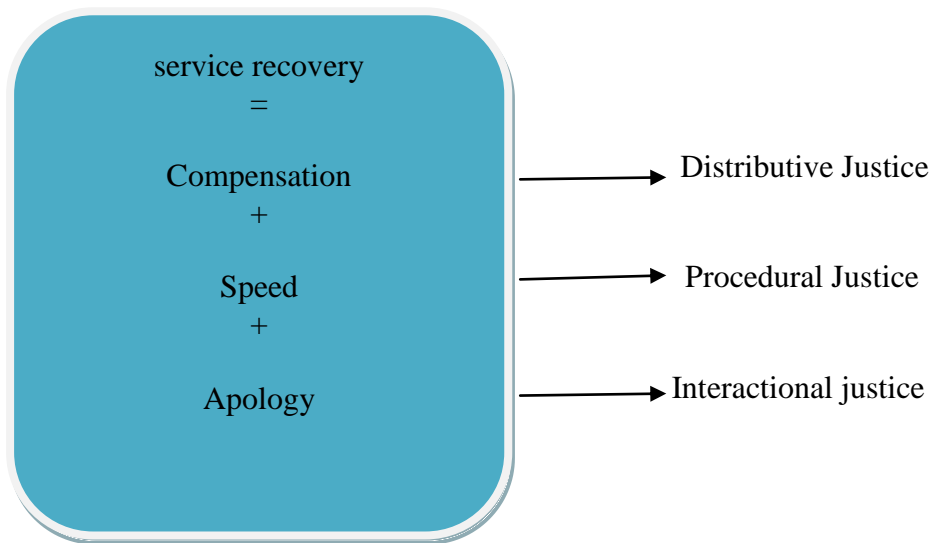 service recovery
=
Compensation
Distributive Justice
+
Speed
Procedural Justice
+
Apology
Interactional justice